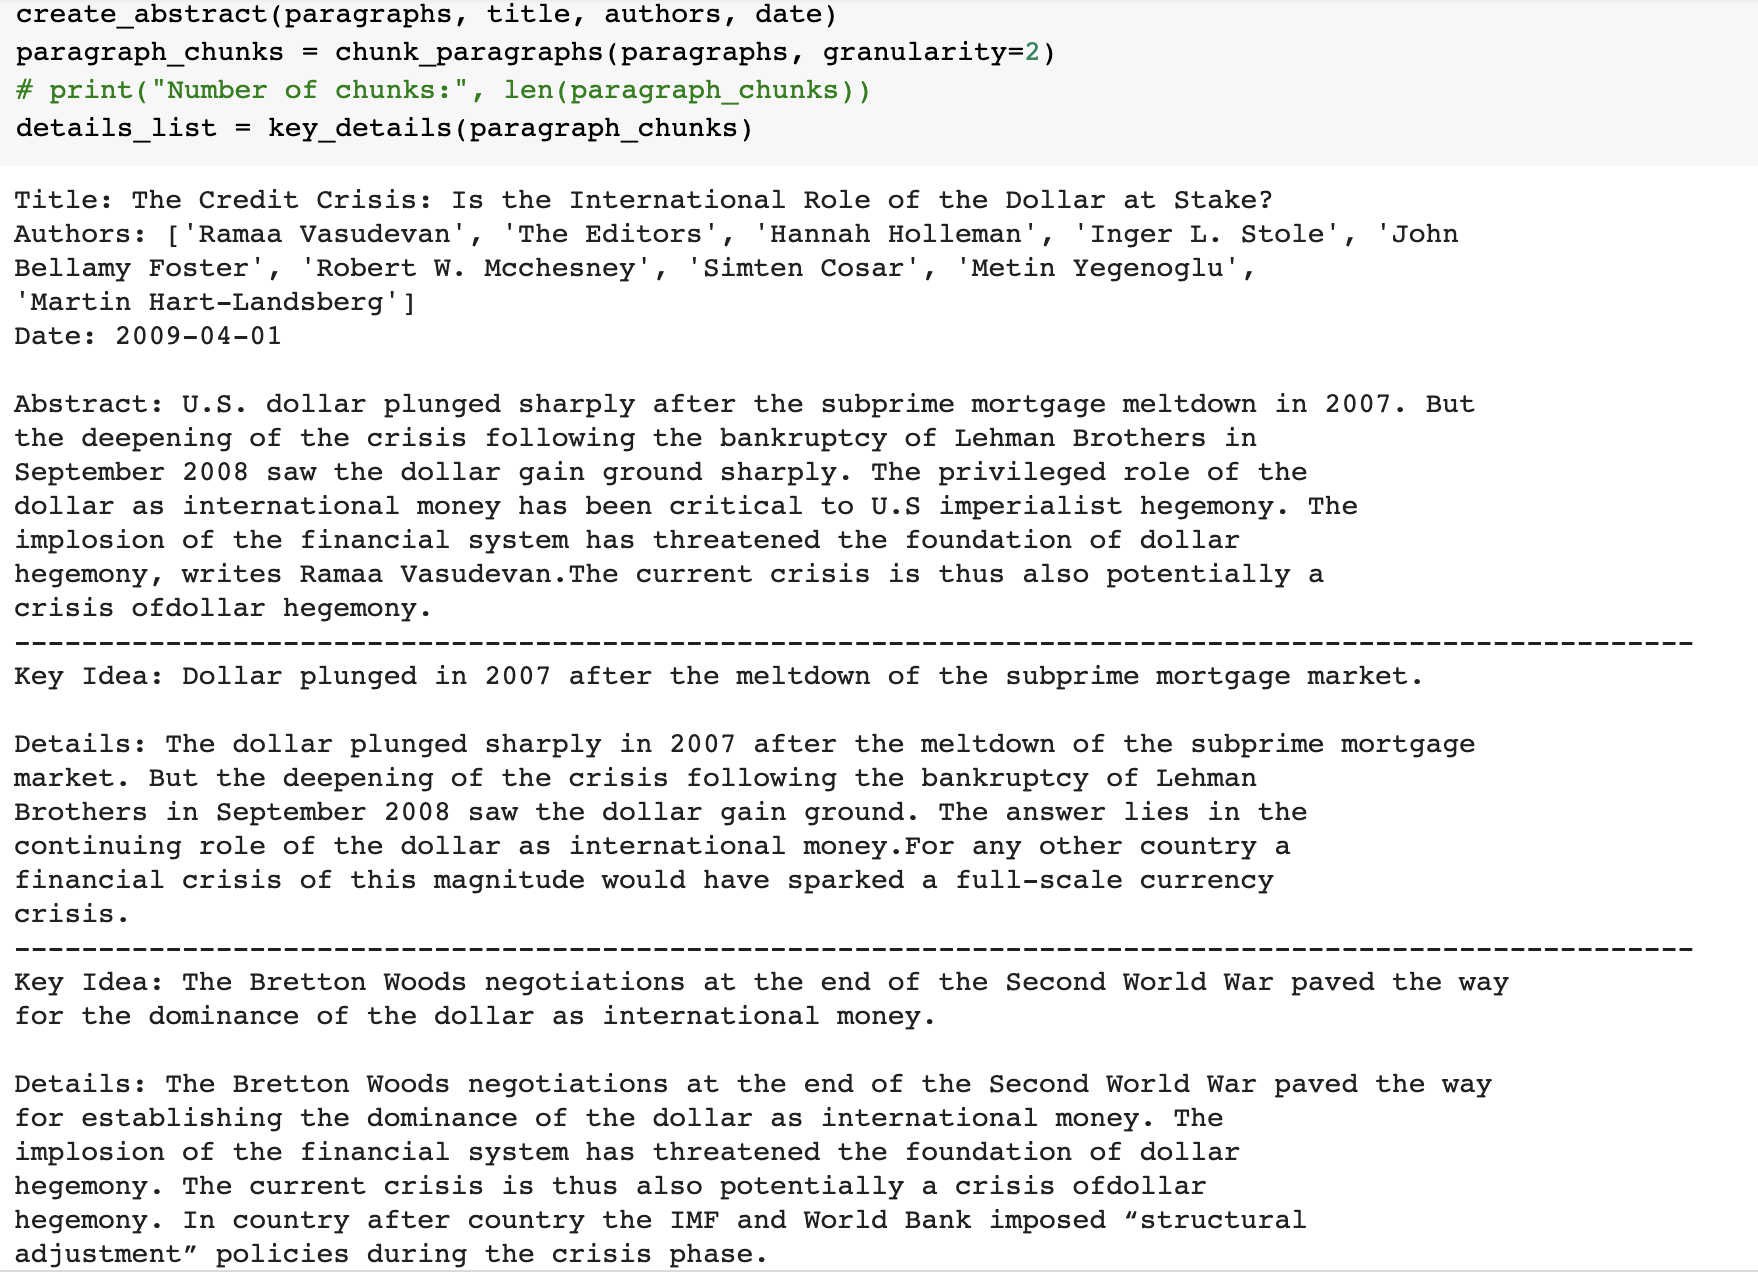 create_abstract(paragraphs, title, authors, date)
paragraph_chunks = chunk_paragraphs(paragraphs, granularity=2)
# print("Number of chunks:", len(paragraph_chunks))
details_list = key_details(paragraph_chunks)
Title: The Credit Crisis: Is the International Role of the Dollar at Stake?
Authors: ['Ramaa Vasudevan', 'The Editors', 'Hannah Holleman', 'Inger L. Stole', 'John
Bellamy Foster', 'Robert W. Mcchesney', 'Simten Cosar', 'Metin Yegenoglu',
'Martin Hart-Landsberg']
Date: 2009-04-01
Abstract: U.S. dollar plunged sharply after the subprime mortgage meltdown in 2007. But
the deepening of the crisis following the bankruptcy of Lehman Brothers in
September 2008 saw the dollar gain ground sharply. The privileged role of the
dollar as international money has been critical to U.S imperialist hegemony. The
implosion of the financial system has threatened the foundation of dollar
hegemony, writes Ramaa Vasudevan.The current crisis is thus also potentially a
crisis ofdollar hegemony.
----------------------------------------------------------------------------------------------------
Key Idea: Dollar plunged in 2007 after the meltdown of the subprime mortgage market.
Details: The dollar plunged sharply in 2007 after the meltdown of the subprime mortgage
market. But the deepening of the crisis following the bankruptcy of Lehman
Brothers in September 2008 saw the dollar gain ground. The answer lies in the
continuing role of the dollar as international money.For any other country a
financial crisis of this magnitude would have sparked a full-scale currency
crisis.
----------------------------------------------------------------------------------------------------
Key Idea: The Bretton Woods negotiations at the end of the Second World War paved the way
for the dominance of the dollar as international money.
Details: The Bretton Woods negotiations at the end of the Second World War paved the way
for establishing the dominance of the dollar as international money. The
implosion of the financial system has threatened the foundation of dollar
hegemony. The current crisis is thus also potentially a crisis ofdollar
hegemony. In country after country the IMF and World Bank imposed “structural
adjustment” policies during the crisis phase.